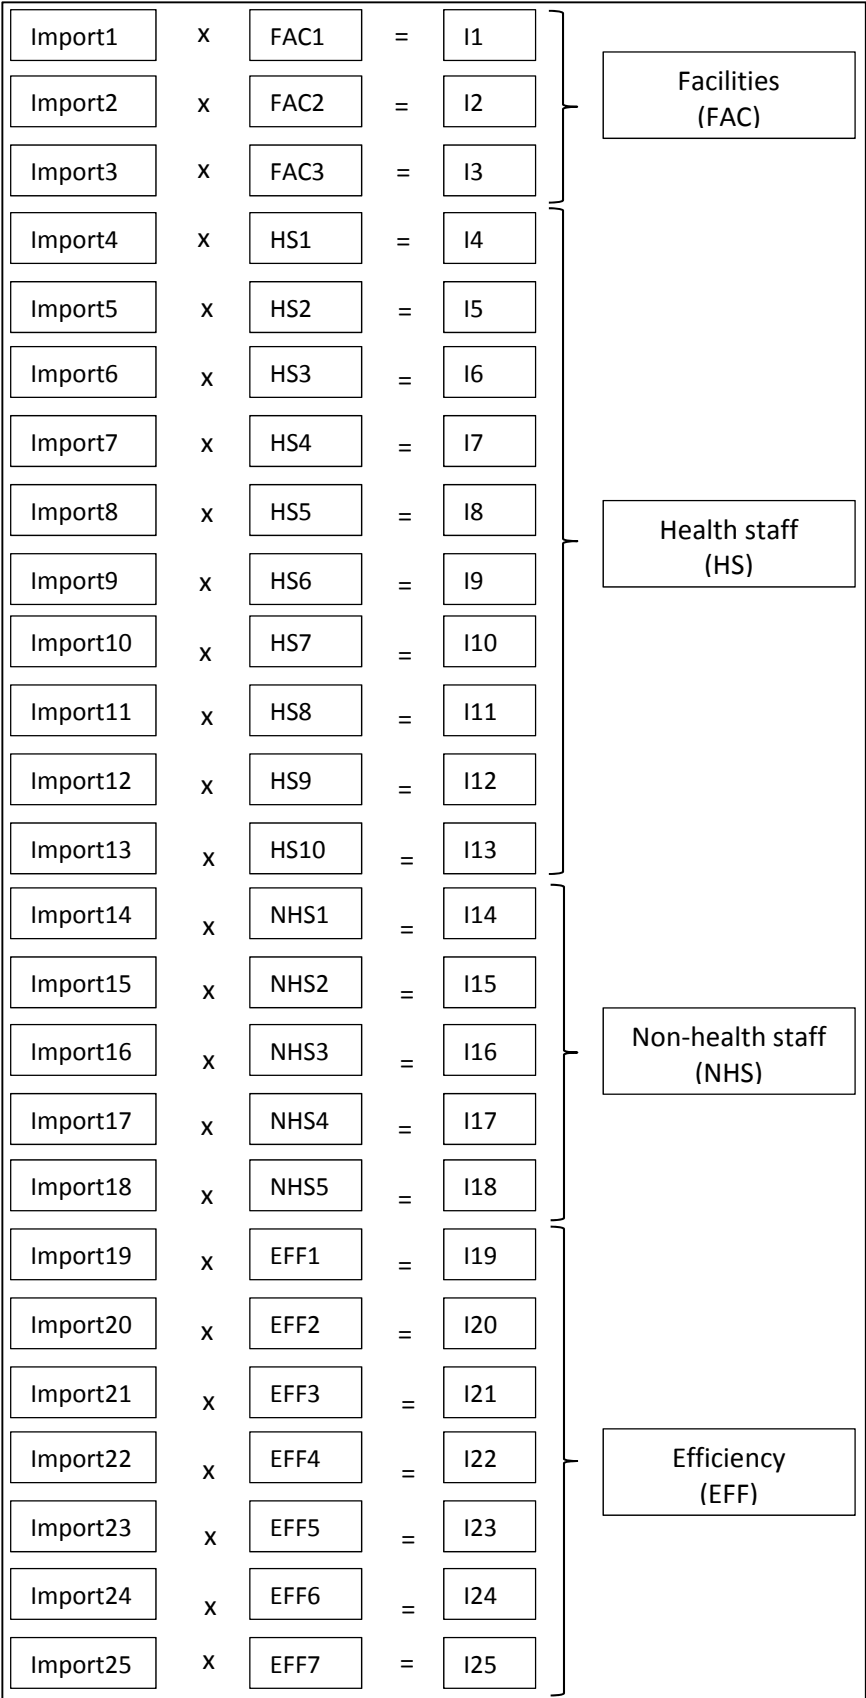 Import1 x FAC1 = I1
Import2 x FAC2 = I2
Facilities
(FAC)
Import3 x FAC3 = I3
Import4 x HS1 = I4
Import5 x HS2 = I5
Import6 x HS3 = I6
Import7 x HS4 = I7
Import8 x HS5 = I8
Health staff
(HS)
Import9 x HS6 = I9
Import10 x HS7 = I10
Import11 x HS8 = I11
Import12 x HS9 = I12
Import13 x HS10 = I13
Import14 x NHS1 = I14
Import15 x NHS2 = I15
Import16 x NHS3 = I16
Non-health staff
(NHS)
Import17 x NHS4 = I17
Import18 x NHS5 = I18
Import19 x EFF1 = I19
Import20 x EFF2 = I20
Import21 x EFF3 = I21
Import22 x EFF4 = I22
Efficiency
(EFF)
Import23 x EFF5 = I23
Import24 x EFF6 = I24
Import25 x EFF7 = I25